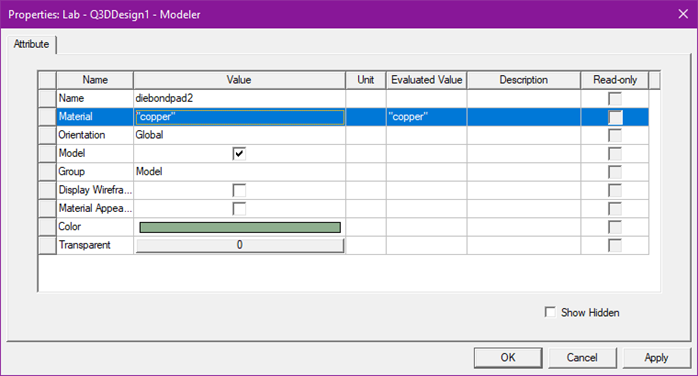 Properties: Lab - Q3DDesign1 - Modeler
Attribute
Name Value Unit Evaluated Value Description Read-only
Name diebondpad2
Material "copper" "copper"
Orientation Global
Model
Group Model
Display Wirefra...
Material Appea...
Color
Transparent 0
Show Hidden
OK Cancel Apply